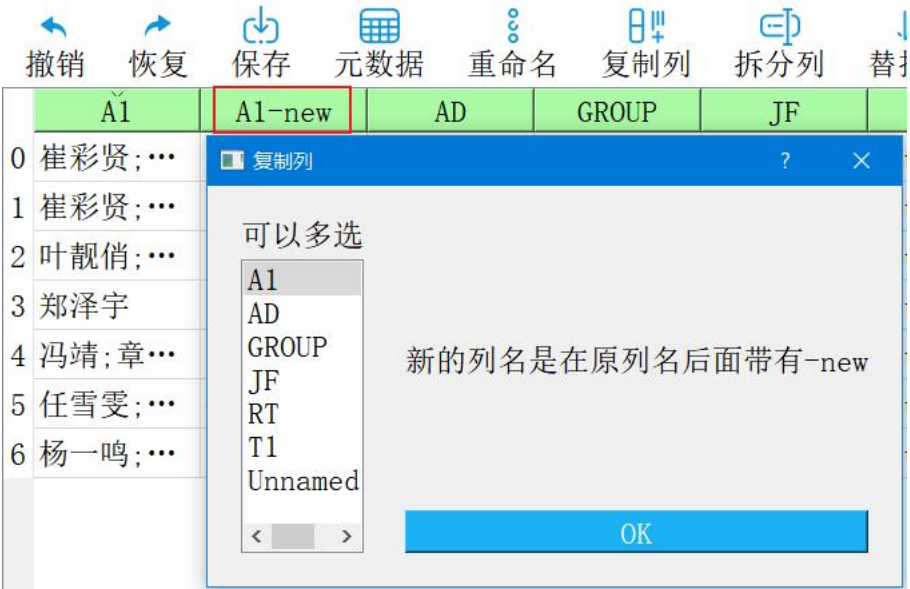 撤销 恢复 保存 元数据 重命名 复制列 拆分列
A1 A1-new AD GROUP JF
0 崔彩贤;…
1 崔彩贤;…
2 叶靓俏;…
3 郑泽宇
4 冯靖;章…
5 任雪雯;…
6 杨一鸣;…
复制列 ?
可以多选
A1
AD
GROUP
JF
RT
T1
Unnamed
新的列名是在原列名后面带有-new
OK